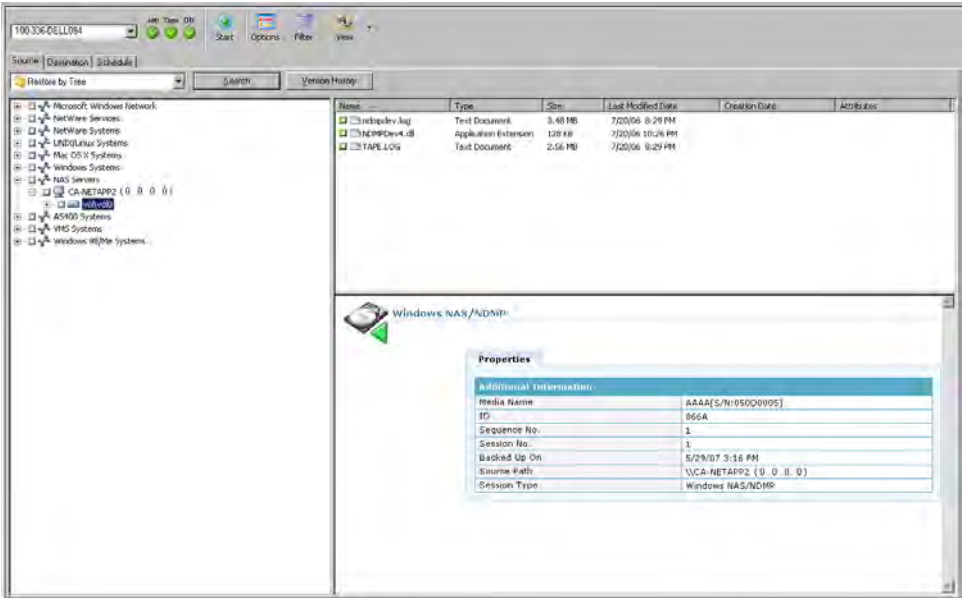 Job Tape DB
100-336-DELL094
Start Options Filter View
Source Destination Schedule
Restore by Tree Search Version History
Microsoft Windows Network
NetWare Services
NetWare Systems
UNIX/Linux Systems
Mac OS X Systems
Windows Systems
NAS Servers
CA-NETAPP2 (0 0 0 0)
AS400 Systems
VMS Systems
Windows 98/Me Systems
Name Type Size Last Modified Date Creation Date Attributes
ndmpdev.log Text Document 3.48 MB 7/20/06 8:29 PM
NDMPDev4.dll Application Extension 128 KB 7/20/06 10:26 PM
TAPE.LOG Text Document 2.56 MB 7/20/06 8:29 PM
Windows NAS/NDMP
Properties
Additional Information
Media Name AAAA[S/N:050D0005]
ID 866A
Sequence No. 1
Session No. 1
Backed Up On 5/29/07 3:16 PM
Source Path \\CA-NETAPP2 (0 0 0 0)
Session Type Windows NAS/NDMP